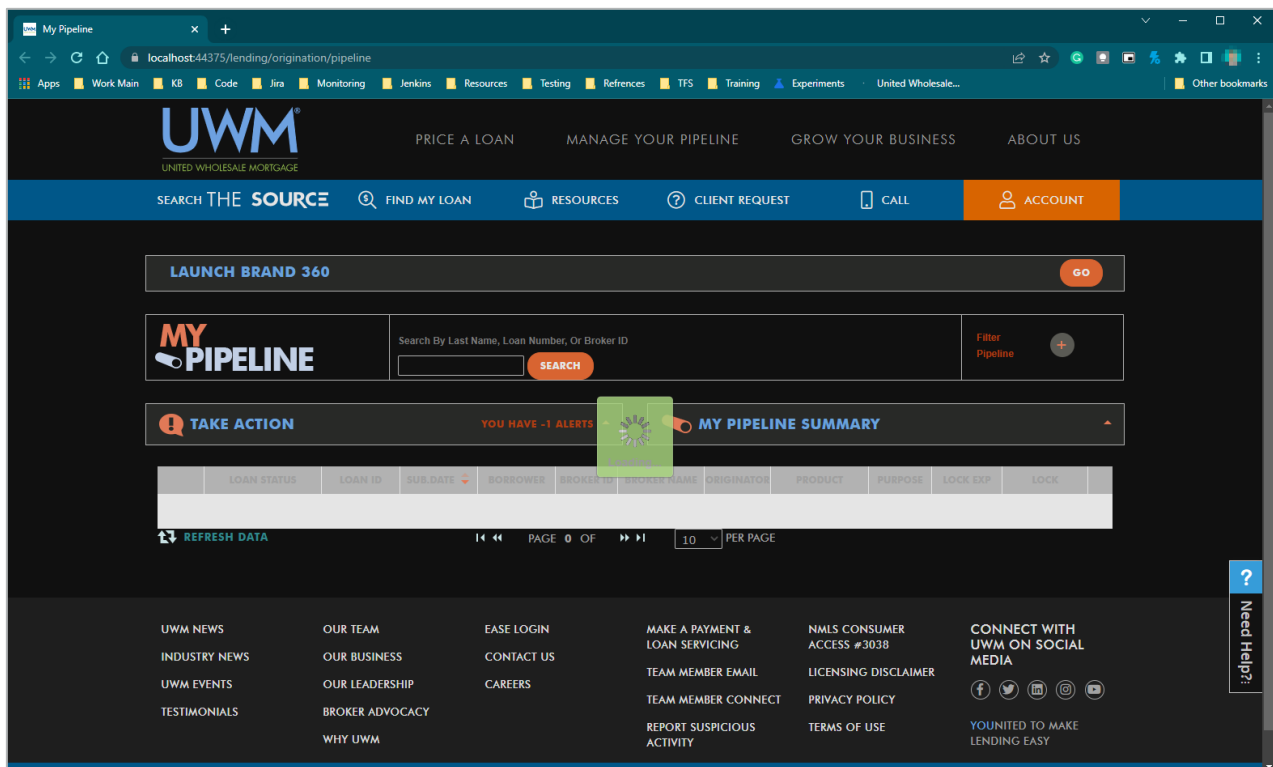 UWM My Pipeline
localhost:44375/lending/origination/pipeline
Apps Work Main KB Code Jira Monitoring Jenkins Resources Testing Refrences TFS Training Experiments United Wholesale... Other bookmarks
UWM®
UNITED WHOLESALE MORTGAGE
PRICE A LOAN MANAGE YOUR PIPELINE GROW YOUR BUSINESS ABOUT US
SEARCH THE SOURCE FIND MY LOAN RESOURCES CLIENT REQUEST CALL ACCOUNT
LAUNCH BRAND 360 GO
MY
PIPELINE
Search By Last Name, Loan Number, Or Broker ID
SEARCH
Filter
Pipeline
TAKE ACTION YOU HAVE -1 ALERTS MY PIPELINE SUMMARY
Loading...
LOAN STATUS LOAN ID SUB.DATE BORROWER BROKER ID BROKER NAME ORIGINATOR PRODUCT PURPOSE LOCK EXP LOCK
REFRESH DATA PAGE 0 OF 10 PER PAGE
? Need Help?
UWM NEWS
INDUSTRY NEWS
UWM EVENTS
TESTIMONIALS
OUR TEAM
OUR BUSINESS
OUR LEADERSHIP
BROKER ADVOCACY
WHY UWM
EASE LOGIN
CONTACT US
CAREERS
MAKE A PAYMENT &
LOAN SERVICING
TEAM MEMBER EMAIL
TEAM MEMBER CONNECT
REPORT SUSPICIOUS
ACTIVITY
NMLS CONSUMER
ACCESS #3038
LICENSING DISCLAIMER
PRIVACY POLICY
TERMS OF USE
CONNECT WITH
UWM ON SOCIAL
MEDIA
YOUNITED TO MAKE
LENDING EASY